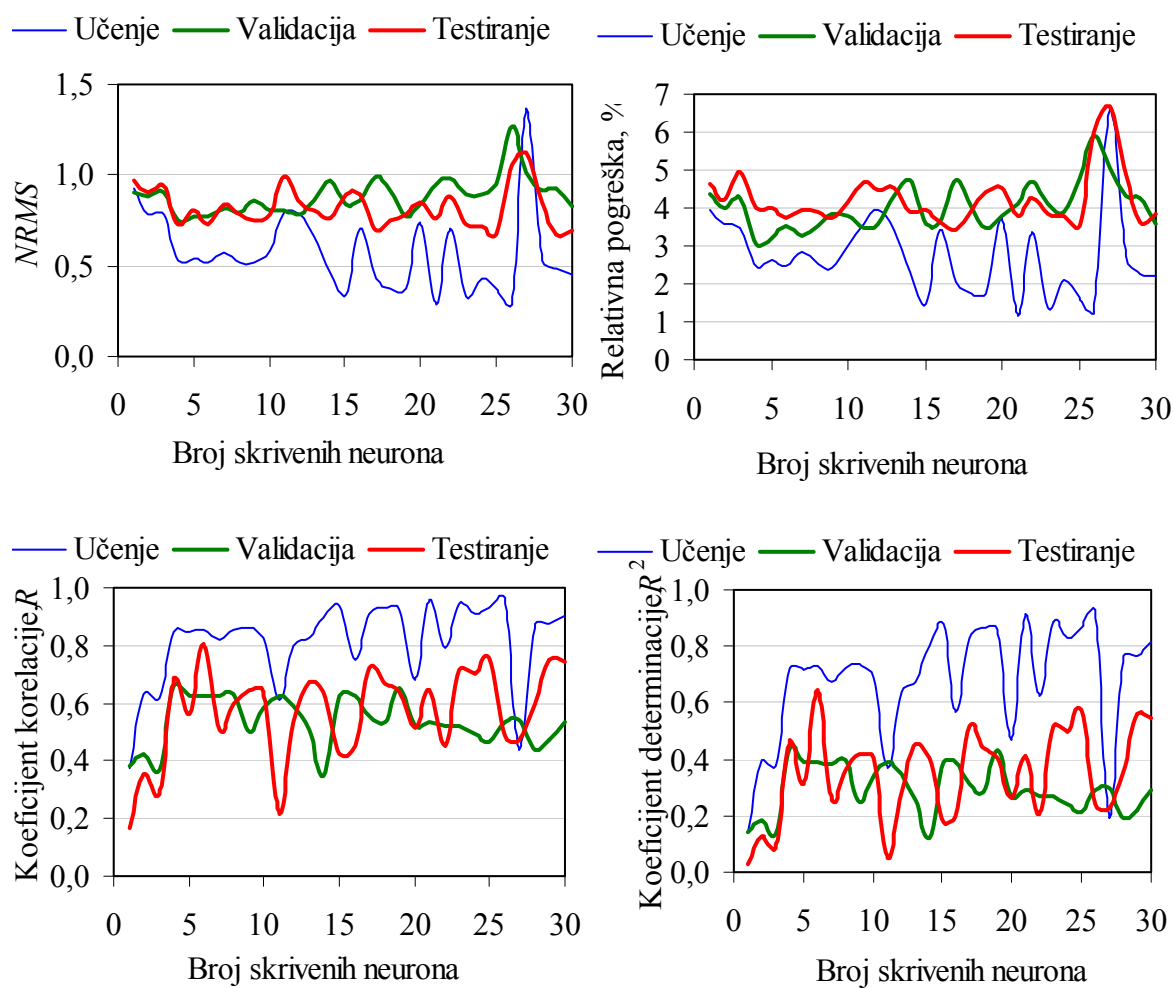 Učenje Validacija Testiranje
NRMS
1,5
1,0
0,5
0,0
0 5 10 15 20 25 30
Broj skrivenih neurona
Učenje Validacija Testiranje
Relativna pogreška, %
7
6
5
4
3
2
1
0
0 5 10 15 20 25 30
Broj skrivenih neurona
Učenje Validacija Testiranje
Koeficijent korelacije,R
1,0
0,8
0,6
0,4
0,2
0,0
0 5 10 15 20 25 30
Broj skrivenih neurona
Učenje Validacija Testiranje
Koeficijent determinacije,R²
1,0
0,8
0,6
0,4
0,2
0,0
0 5 10 15 20 25 30
Broj skrivenih neurona